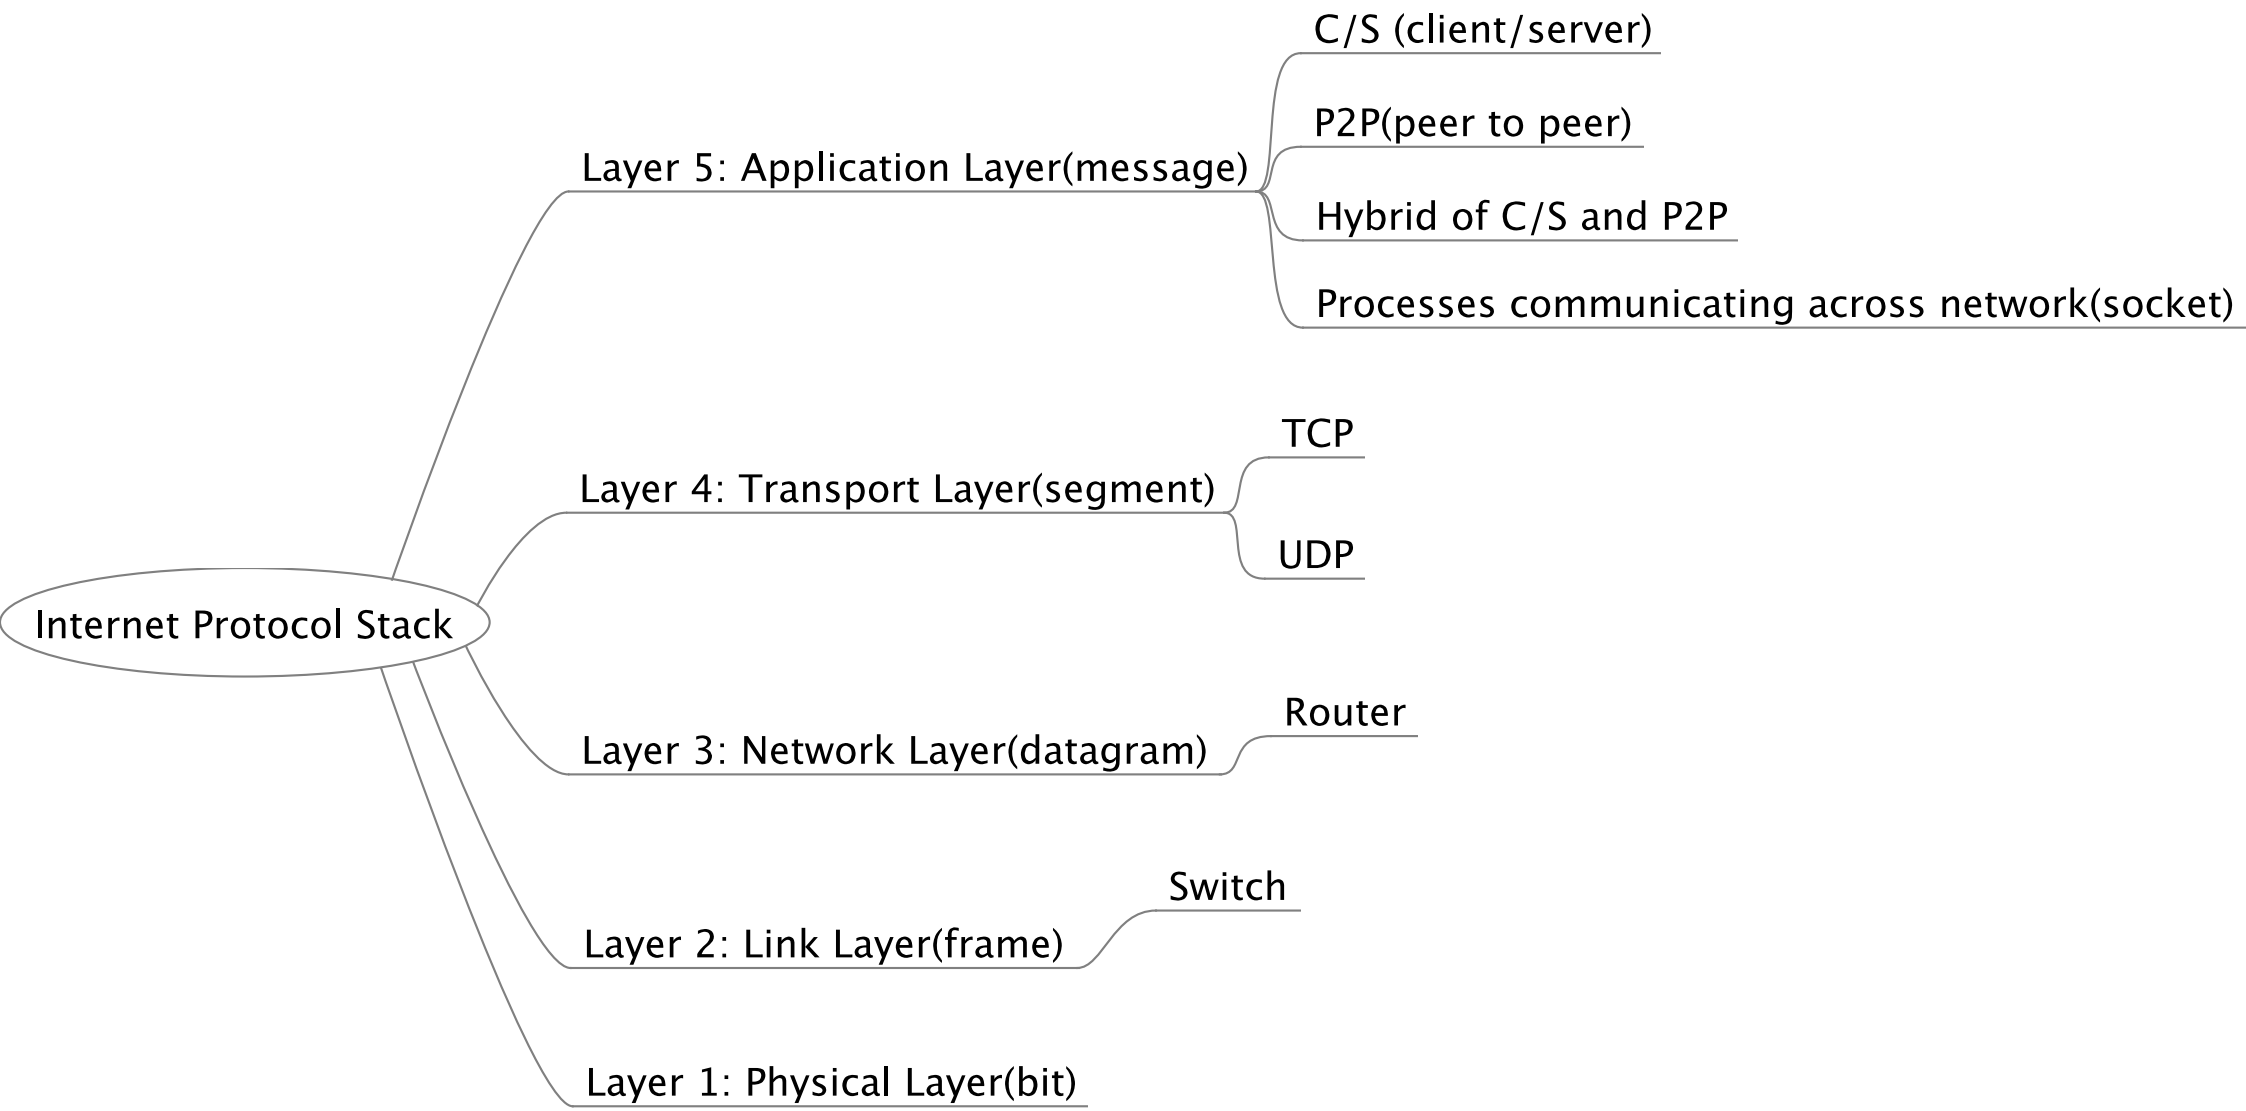 C/S (client/server)
P2P(peer to peer)
Layer 5: Application Layer(message)
Hybrid of C/S and P2P
Processes communicating across network(socket)
TCP
Layer 4: Transport Layer(segment)
UDP
Internet Protocol Stack
Router
Layer 3: Network Layer(datagram)
Switch
Layer 2: Link Layer(frame)
Layer 1: Physical Layer(bit)